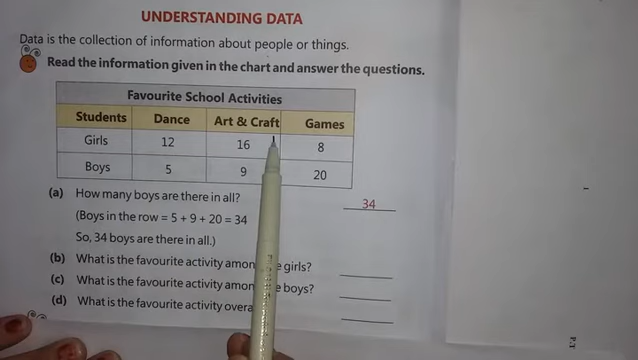 UNDERSTANDING DATA
Data is the collection of information about people or things.
Read the information given in the chart and answer the questions.
Favourite School Activities
Students Dance Art & Craft Games
Girls 12 16 8
Boys 5 9 20
(a) How many boys are there in all? 34
(Boys in the row = 5 + 9 + 20 = 34
So, 34 boys are there in all.)
(b) What is the favourite activity amon e girls?
(c) What is the favourite activity amon e boys?
(d) What is the favourite activity overa
P.T